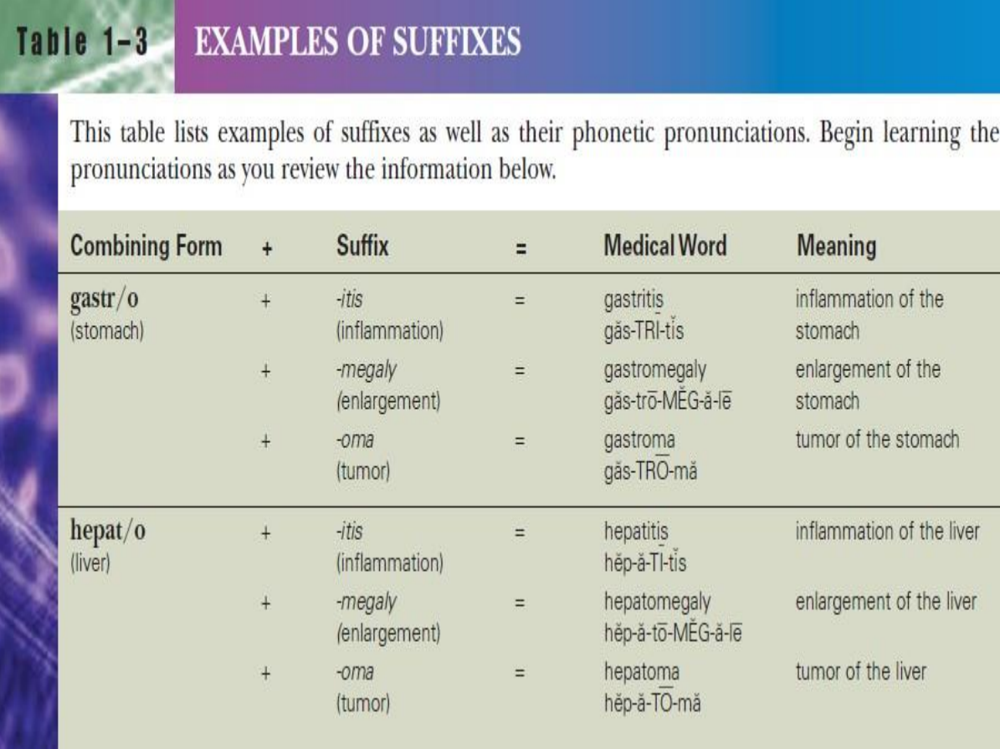 Table 1–3 EXAMPLES OF SUFFIXES
This table lists examples of suffixes as well as their phonetic pronunciations. Begin learning the
pronunciations as you review the information below.
Combining Form + Suffix = Medical Word Meaning
gastr/o + -itis = gastritis inflammation of the
(stomach) (inflammation) găs-TRĪ-tĭs stomach
+ -megaly = gastromegaly enlargement of the
(enlargement) găs-trō-MĔG-ă-lē stomach
+ -oma = gastroma tumor of the stomach
(tumor) găs-TRŌ-mă
hepat/o + -itis = hepatitis inflammation of the liver
(liver) (inflammation) hĕp-ă-TĪ-tĭs
+ -megaly = hepatomegaly enlargement of the liver
(enlargement) hĕp-ă-tō-MĔG-ă-lē
+ -oma = hepatoma tumor of the liver
(tumor) hĕp-ă-TŌ-mă